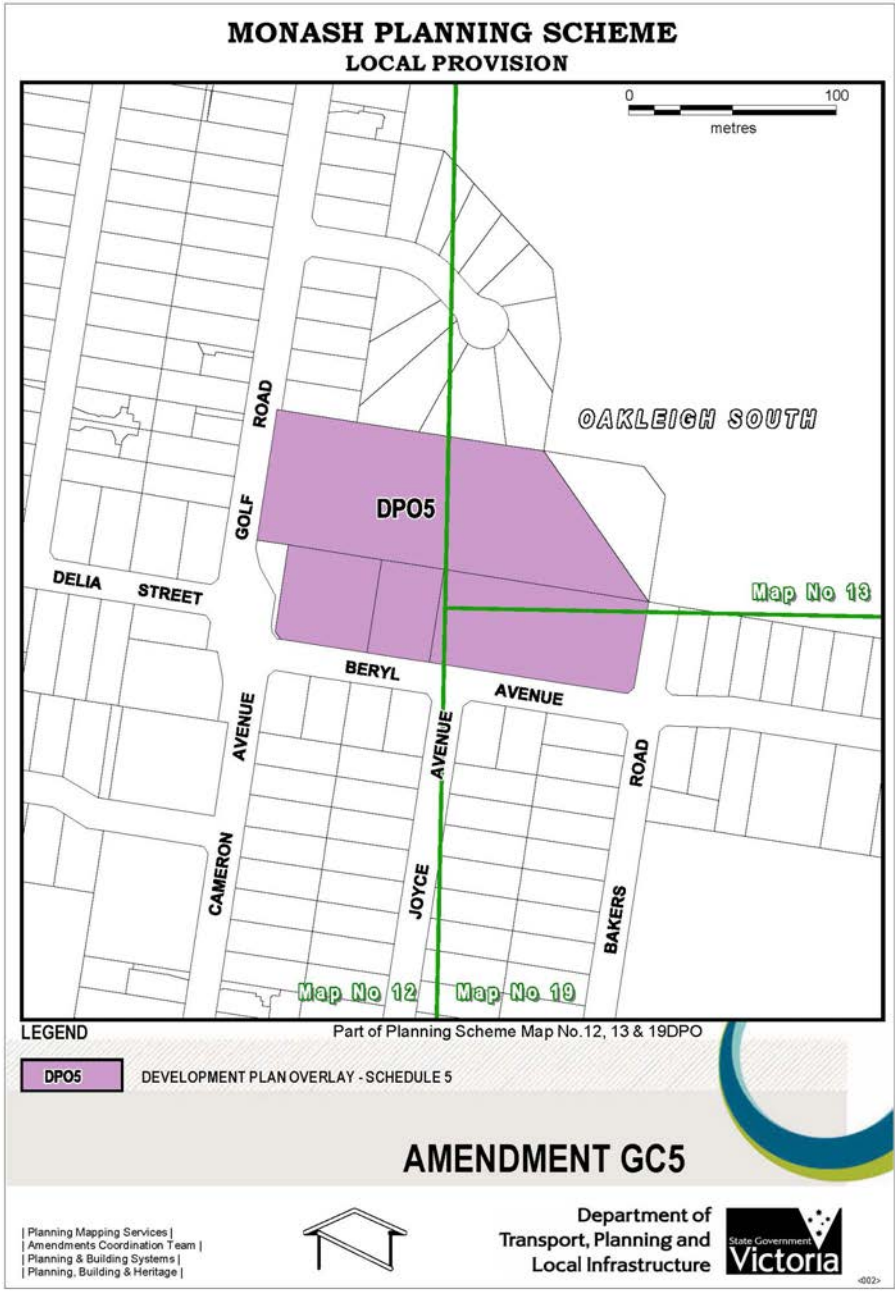 MONASH PLANNING SCHEME
LOCAL PROVISION
0 100
metres
ROAD
OAKLEIGH SOUTH
DPO5
GOLF
DELIA STREET
Map No 13
BERYL AVENUE
AVENUE
AVENUE
ROAD
CAMERON
JOYCE
BAKERS
Map No 12 Map No 19
LEGEND
Part of Planning Scheme Map No.12, 13 & 19DPO
DPO5 DEVELOPMENT PLAN OVERLAY - SCHEDULE 5
AMENDMENT GC5
| Planning Mapping Services |
| Amendments Coordination Team |
| Planning & Building Systems |
| Planning, Building & Heritage |
Department of
Transport, Planning and
Local Infrastructure
State Government
Victoria
<002>